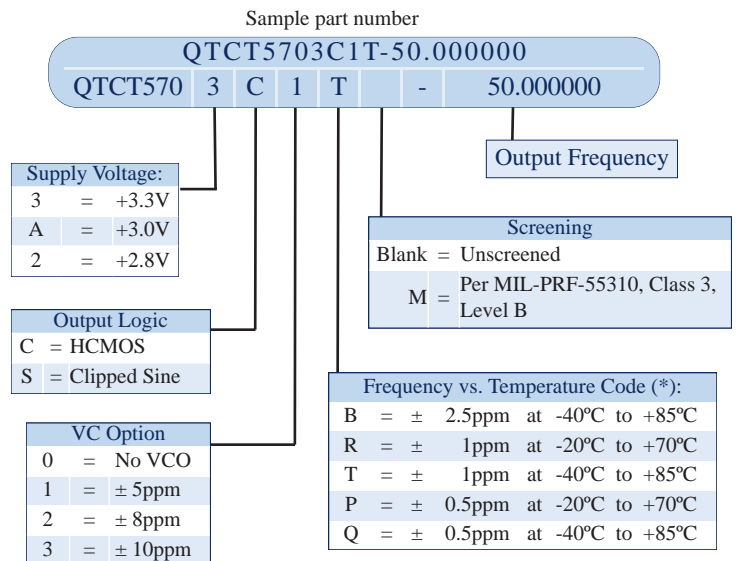 Sample part number
QTCT5703C1T-50.000000
QTCT570 3 C 1 T - 50.000000
Output Frequency
Supply Voltage:
3 = +3.3V
A = +3.0V
2 = +2.8V
Screening
Blank = Unscreened
M = Per MIL-PRF-55310, Class 3,
Level B
Output Logic
C = HCMOS
S = Clipped Sine
Frequency vs. Temperature Code (*):
B = ± 2.5ppm at -40ºC to +85ºC
R = ± 1ppm at -20ºC to +70ºC
T = ± 1ppm at -40ºC to +85ºC
P = ± 0.5ppm at -20ºC to +70ºC
Q = ± 0.5ppm at -40ºC to +85ºC
VC Option
0 = No VCO
1 = ± 5ppm
2 = ± 8ppm
3 = ± 10ppm